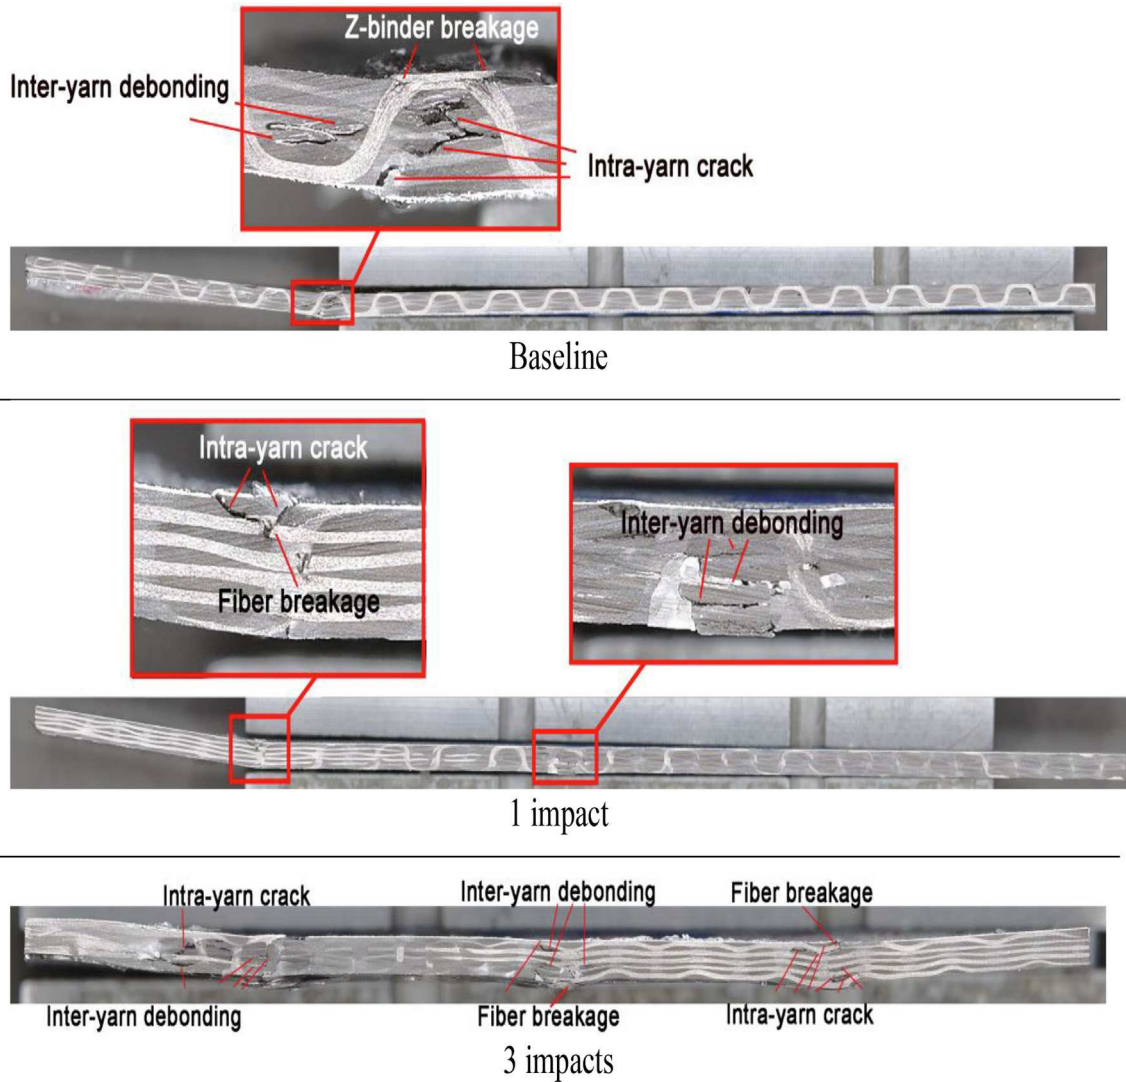 Z-binder breakage
Inter-yarn debonding
Intra-yarn crack
Baseline
Intra-yarn crack
Inter-yarn debonding
Fiber breakage
1 impact
Intra-yarn crack
Inter-yarn debonding
Fiber breakage
Inter-yarn debonding
Fiber breakage
Intra-yarn crack
3 impacts